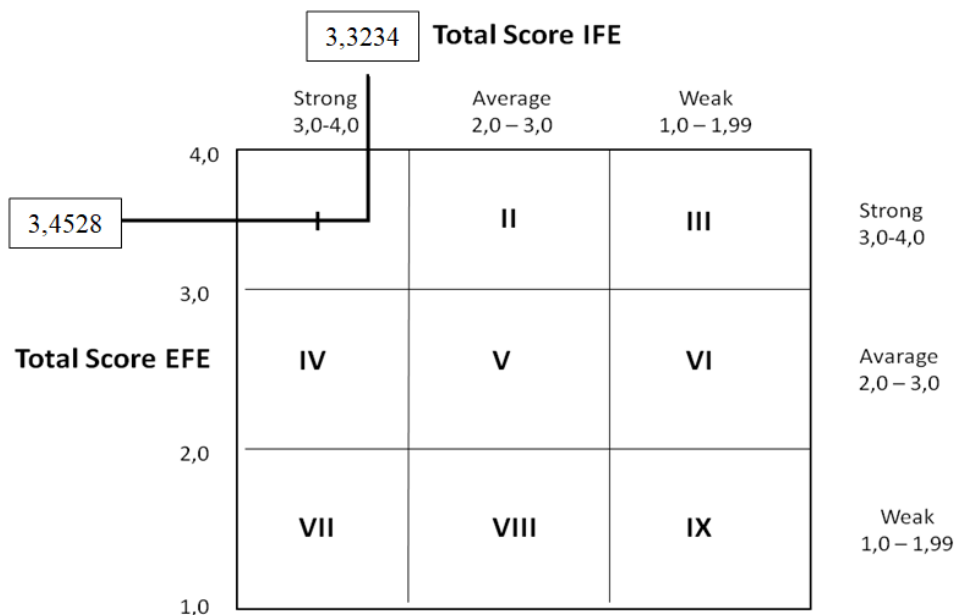 3,3234 Total Score IFE
Strong Average Weak
3,0-4,0 2,0 – 3,0 1,0 – 1,99
4,0
I II III Strong
3,4528 3,0-4,0
3,0
Total Score EFE IV V VI Avarage
2,0 – 3,0
2,0
VII VIII IX Weak
1,0 – 1,99
1,0